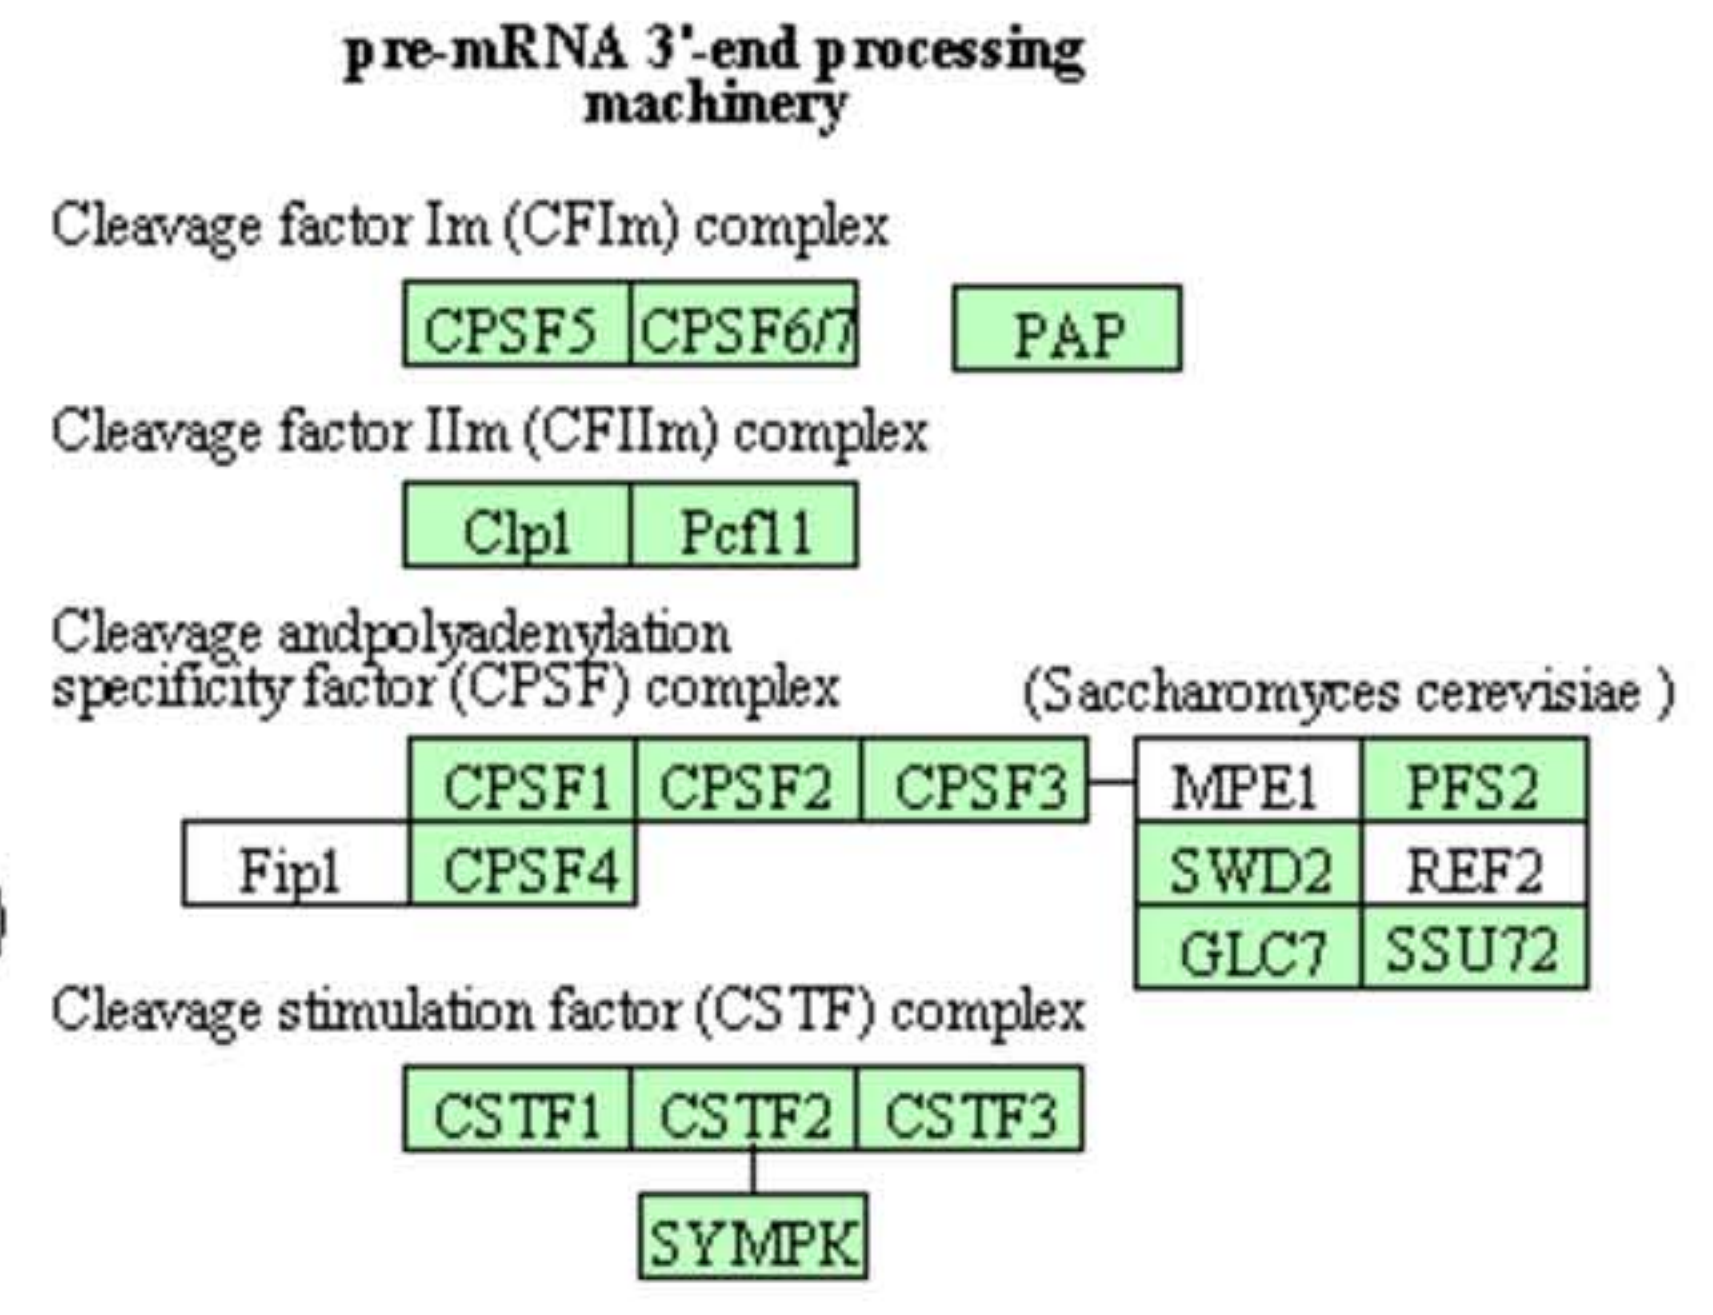 pre-mRNA 3'-end processing
machinery
Cleavage factor Im (CFIm) complex
CPSF5 CPSF6/7 PAP
Cleavage factor IIm (CFIIm) complex
Clp1 Pcf11
Cleavage andpolyadenylation
specificity factor (CPSF) complex (Saccharomyces cerevisiae )
CPSF1 CPSF2 CPSF3 MPE1 PFS2
Fip1 CPSF4 SWD2 REF2
GLC7 SSU72
Cleavage stimulation factor (CSTF) complex
CSTF1 CSTF2 CSTF3
SYMPK